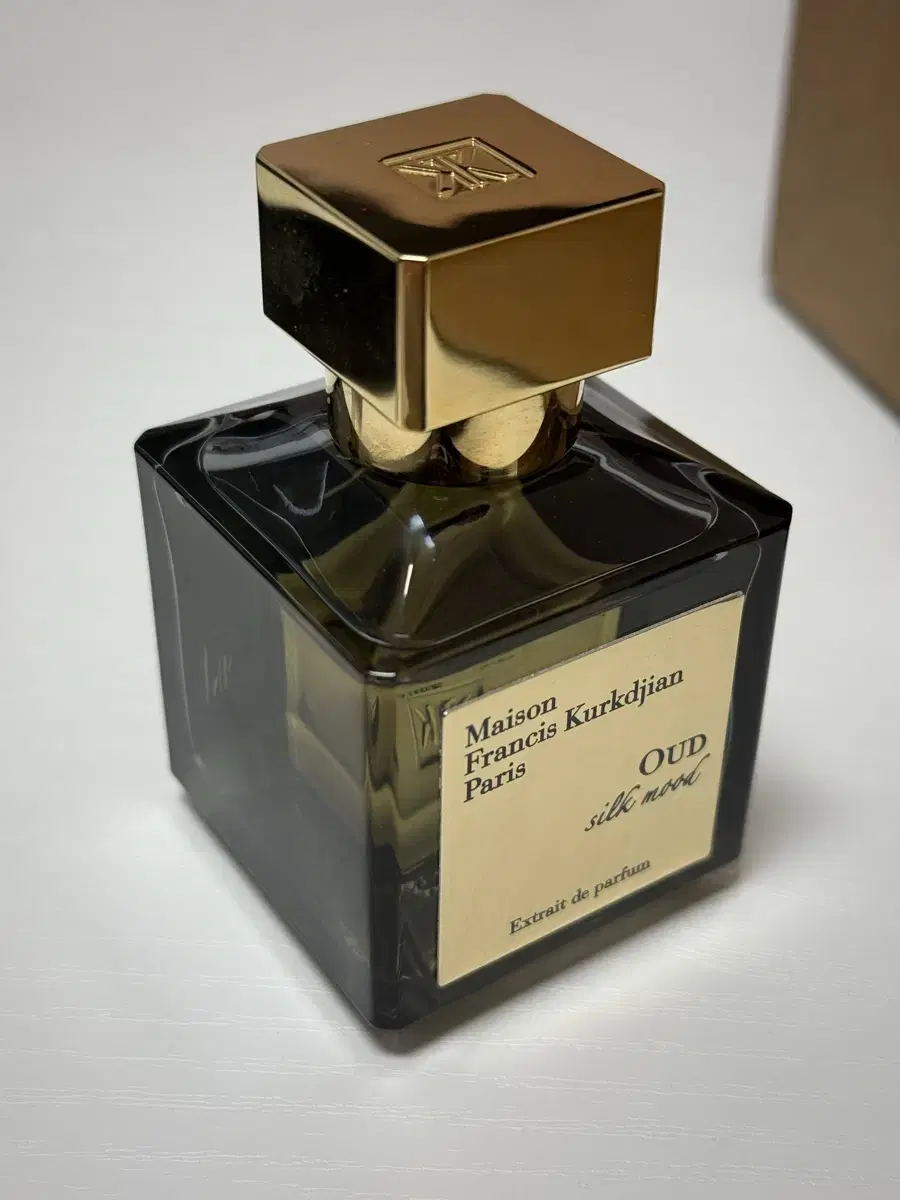 Maison
Francis Kurkdjian
Paris
OUD
silk mood
Extrait de parfum